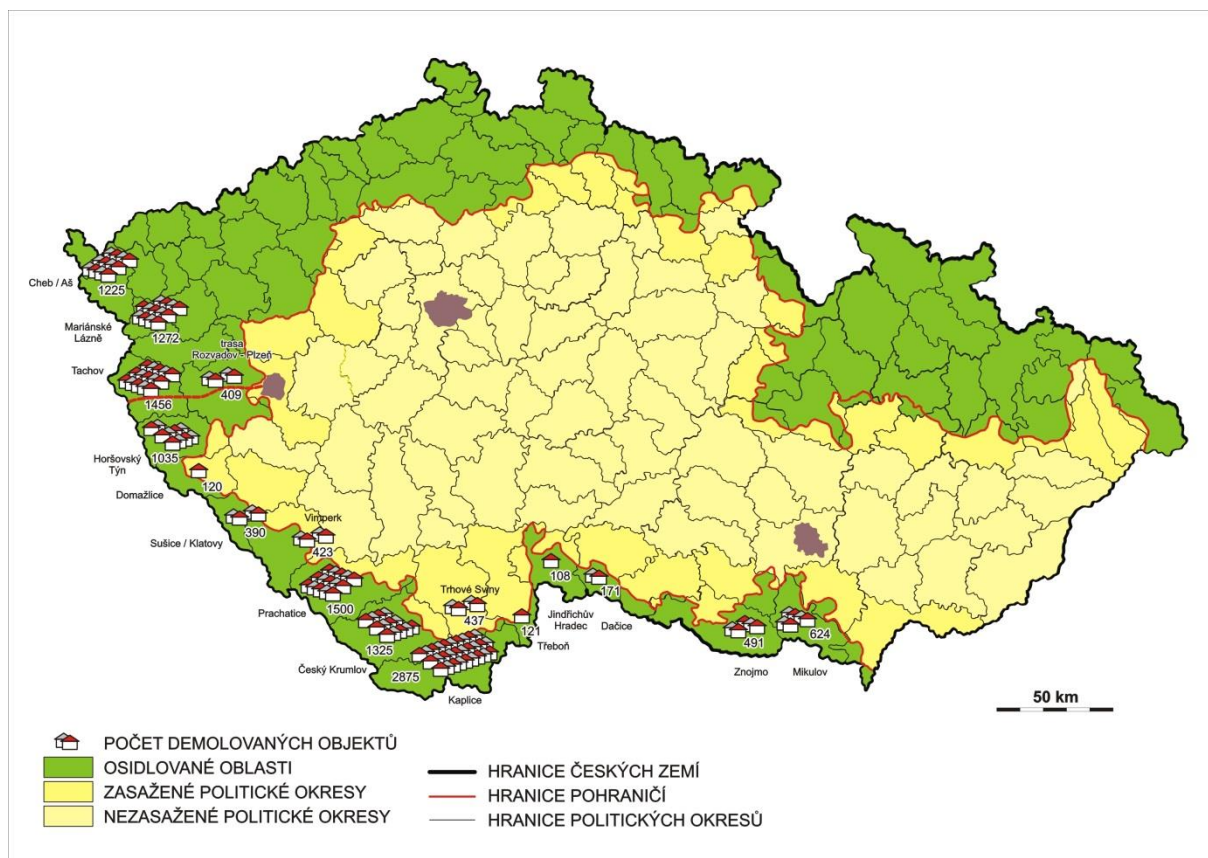 Cheb / Aš
1225
Mariánské
Lázně
1272
trasa
Rozvadov - Plzeň
Tachov
1456
409
Horšovský
Týn
1035
Domažlice
120
Sušice / Klatovy
390
Vimperk
423
Prachatice
1500
Český Krumlov
1325
2875
Kaplice
Trhové Sviny
437
121
Třeboň
108
Jindřichův
Hradec
171
Dačice
491
Znojmo
624
Mikulov
50 km
POČET DEMOLOVANÝCH OBJEKTŮ
OSIDLOVANÉ OBLASTI
ZASAŽENÉ POLITICKÉ OKRESY
NEZASAŽENÉ POLITICKÉ OKRESY
HRANICE ČESKÝCH ZEMÍ
HRANICE POHRANIČÍ
HRANICE POLITICKÝCH OKRESŮ